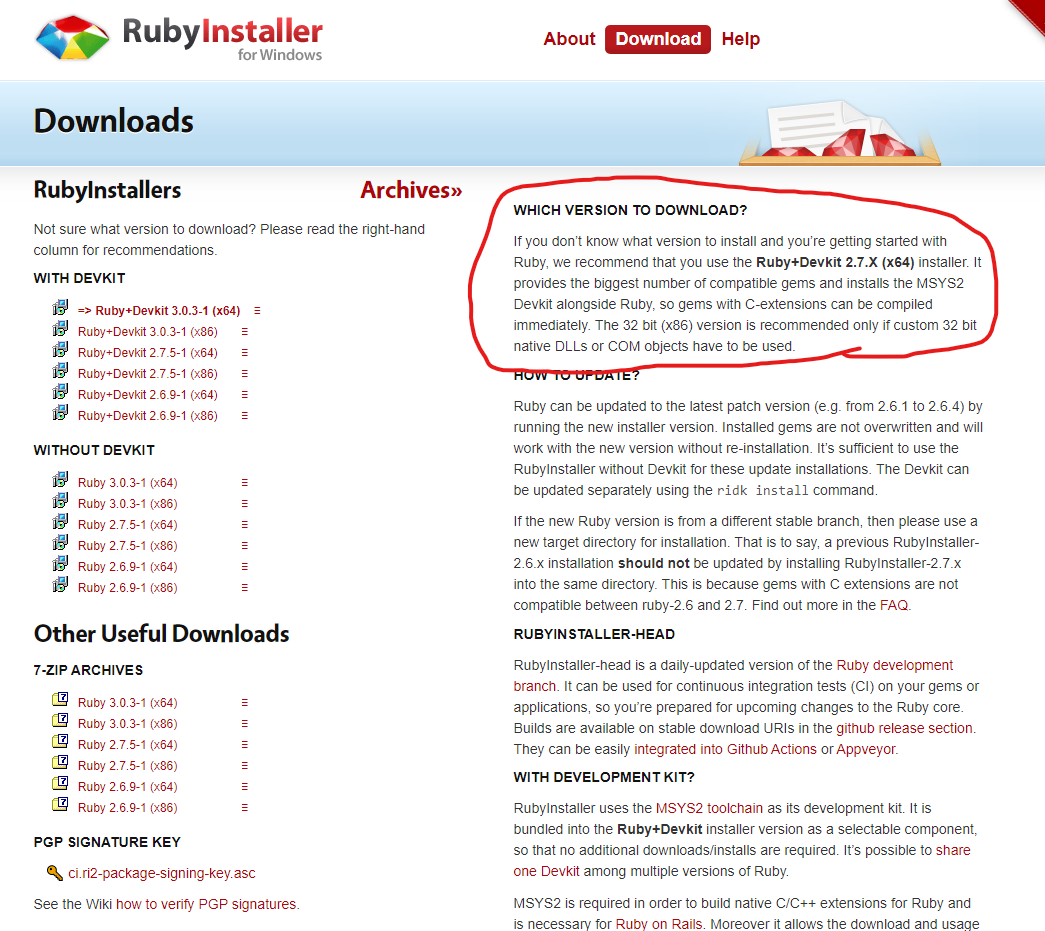 RubyInstaller
for Windows
About Download Help
Downloads
RubyInstallers Archives»
Not sure what version to download? Please read the right-hand
column for recommendations.
WITH DEVKIT
=> Ruby+Devkit 3.0.3-1 (x64) ≡
Ruby+Devkit 3.0.3-1 (x86) ≡
Ruby+Devkit 2.7.5-1 (x64) ≡
Ruby+Devkit 2.7.5-1 (x86) ≡
Ruby+Devkit 2.6.9-1 (x64) ≡
Ruby+Devkit 2.6.9-1 (x86) ≡
WITHOUT DEVKIT
Ruby 3.0.3-1 (x64) ≡
Ruby 3.0.3-1 (x86) ≡
Ruby 2.7.5-1 (x64) ≡
Ruby 2.7.5-1 (x86) ≡
Ruby 2.6.9-1 (x64) ≡
Ruby 2.6.9-1 (x86) ≡
Other Useful Downloads
7-ZIP ARCHIVES
Ruby 3.0.3-1 (x64) ≡
Ruby 3.0.3-1 (x86) ≡
Ruby 2.7.5-1 (x64) ≡
Ruby 2.7.5-1 (x86) ≡
Ruby 2.6.9-1 (x64) ≡
Ruby 2.6.9-1 (x86) ≡
PGP SIGNATURE KEY
ci.ri2-package-signing-key.asc
See the Wiki how to verify PGP signatures.
WHICH VERSION TO DOWNLOAD?
If you don’t know what version to install and you’re getting started with
Ruby, we recommend that you use the Ruby+Devkit 2.7.X (x64) installer. It
provides the biggest number of compatible gems and installs the MSYS2
Devkit alongside Ruby, so gems with C-extensions can be compiled
immediately. The 32 bit (x86) version is recommended only if custom 32 bit
native DLLs or COM objects have to be used.
HOW TO UPDATE?
Ruby can be updated to the latest patch version (e.g. from 2.6.1 to 2.6.4) by
running the new installer version. Installed gems are not overwritten and will
work with the new version without re-installation. It’s sufficient to use the
RubyInstaller without Devkit for these update installations. The Devkit can
be updated separately using the ridk install command.
If the new Ruby version is from a different stable branch, then please use a
new target directory for installation. That is to say, a previous RubyInstaller-
2.6.x installation should not be updated by installing RubyInstaller-2.7.x
into the same directory. This is because gems with C extensions are not
compatible between ruby-2.6 and 2.7. Find out more in the FAQ.
RUBYINSTALLER-HEAD
RubyInstaller-head is a daily-updated version of the Ruby development
branch. It can be used for continuous integration tests (CI) on your gems or
applications, so you’re prepared for upcoming changes to the Ruby core.
Builds are available on stable download URIs in the github release section.
They can be easily integrated into Github Actions or Appveyor.
WITH DEVELOPMENT KIT?
RubyInstaller uses the MSYS2 toolchain as its development kit. It is
bundled into the Ruby+Devkit installer version as a selectable component,
so that no additional downloads/installs are required. It’s possible to share
one Devkit among multiple versions of Ruby.
MSYS2 is required in order to build native C/C++ extensions for Ruby and
is necessary for Ruby on Rails. Moreover it allows the download and usage